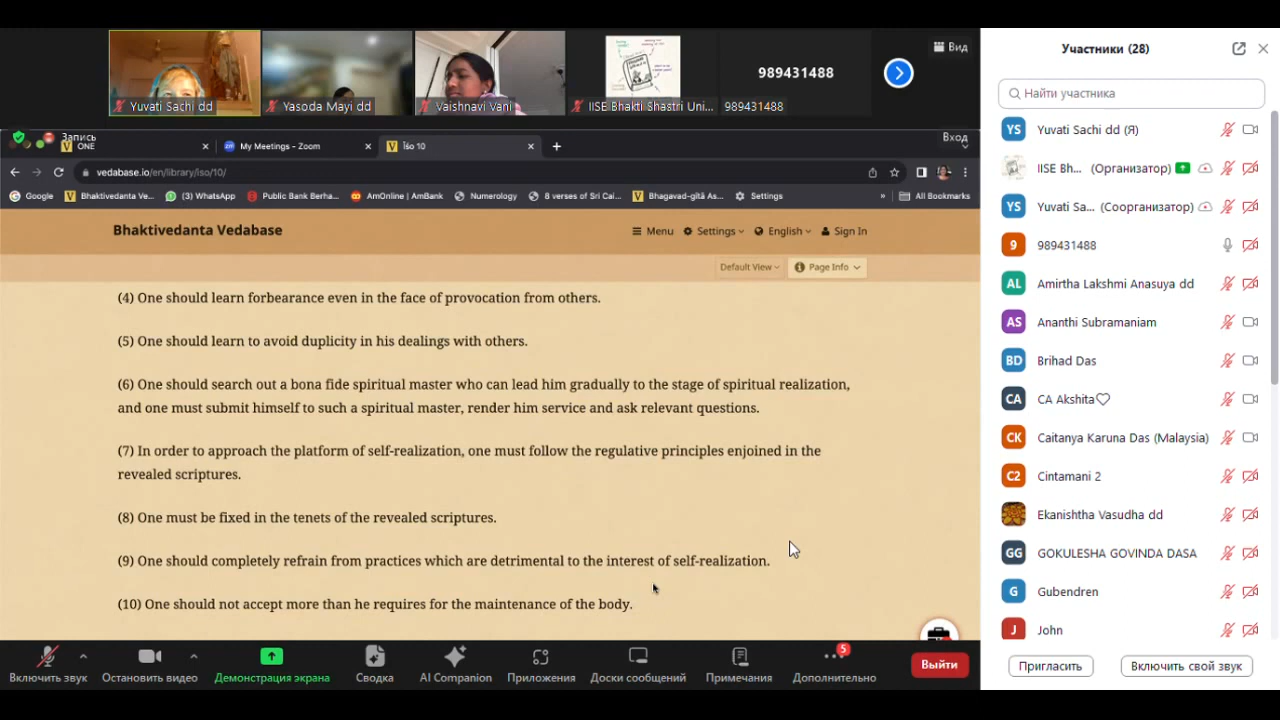 Yuvati Sachi dd
Yasoda Mayi dd
Vaishnavi Vani
IISE Bhakti Shastri Uni...
989431488
989431488
Вид
Запись
ONE
My Meetings - Zoom
iso 10
Вход
vedabase.io/en/library/iso/10/
Google
Bhaktivedanta Ve...
(3) WhatsApp
Public Bank Berha...
AmOnline | AmBank
Numerology
8 verses of Sri Cai...
Bhagavad-gītā As...
Settings
»
All Bookmarks
Bhaktivedanta Vedabase
Menu
Settings
English
Sign In
Default View
Page Info
(4) One should learn forbearance even in the face of provocation from others.
(5) One should learn to avoid duplicity in his dealings with others.
(6) One should search out a bona fide spiritual master who can lead him gradually to the stage of spiritual realization,
and one must submit himself to such a spiritual master, render him service and ask relevant questions.
(7) In order to approach the platform of self-realization, one must follow the regulative principles enjoined in the
revealed scriptures.
(8) One must be fixed in the tenets of the revealed scriptures.
(9) One should completely refrain from practices which are detrimental to the interest of self-realization.
(10) One should not accept more than he requires for the maintenance of the body.
Включить звук
Остановить видео
Демонстрация экрана
Сводка
AI Companion
Приложения
Доски сообщений
Примечания
5
Дополнительно
Выйти
Участники (28)
Найти участника
YS Yuvati Sachi dd (Я)
IISE Bh... (Организатор)
YS Yuvati Sa... (Соорганизатор)
9 989431488
AL Amirtha Lakshmi Anasuya dd
AS Ananthi Subramaniam
BD Brihad Das
CA CA Akshita♡
CK Caitanya Karuna Das (Malaysia)
C2 Cintamani 2
Ekanishtha Vasudha dd
GG GOKULESHA GOVINDA DASA
G Gubendren
J John
Пригласить
Включить свой звук